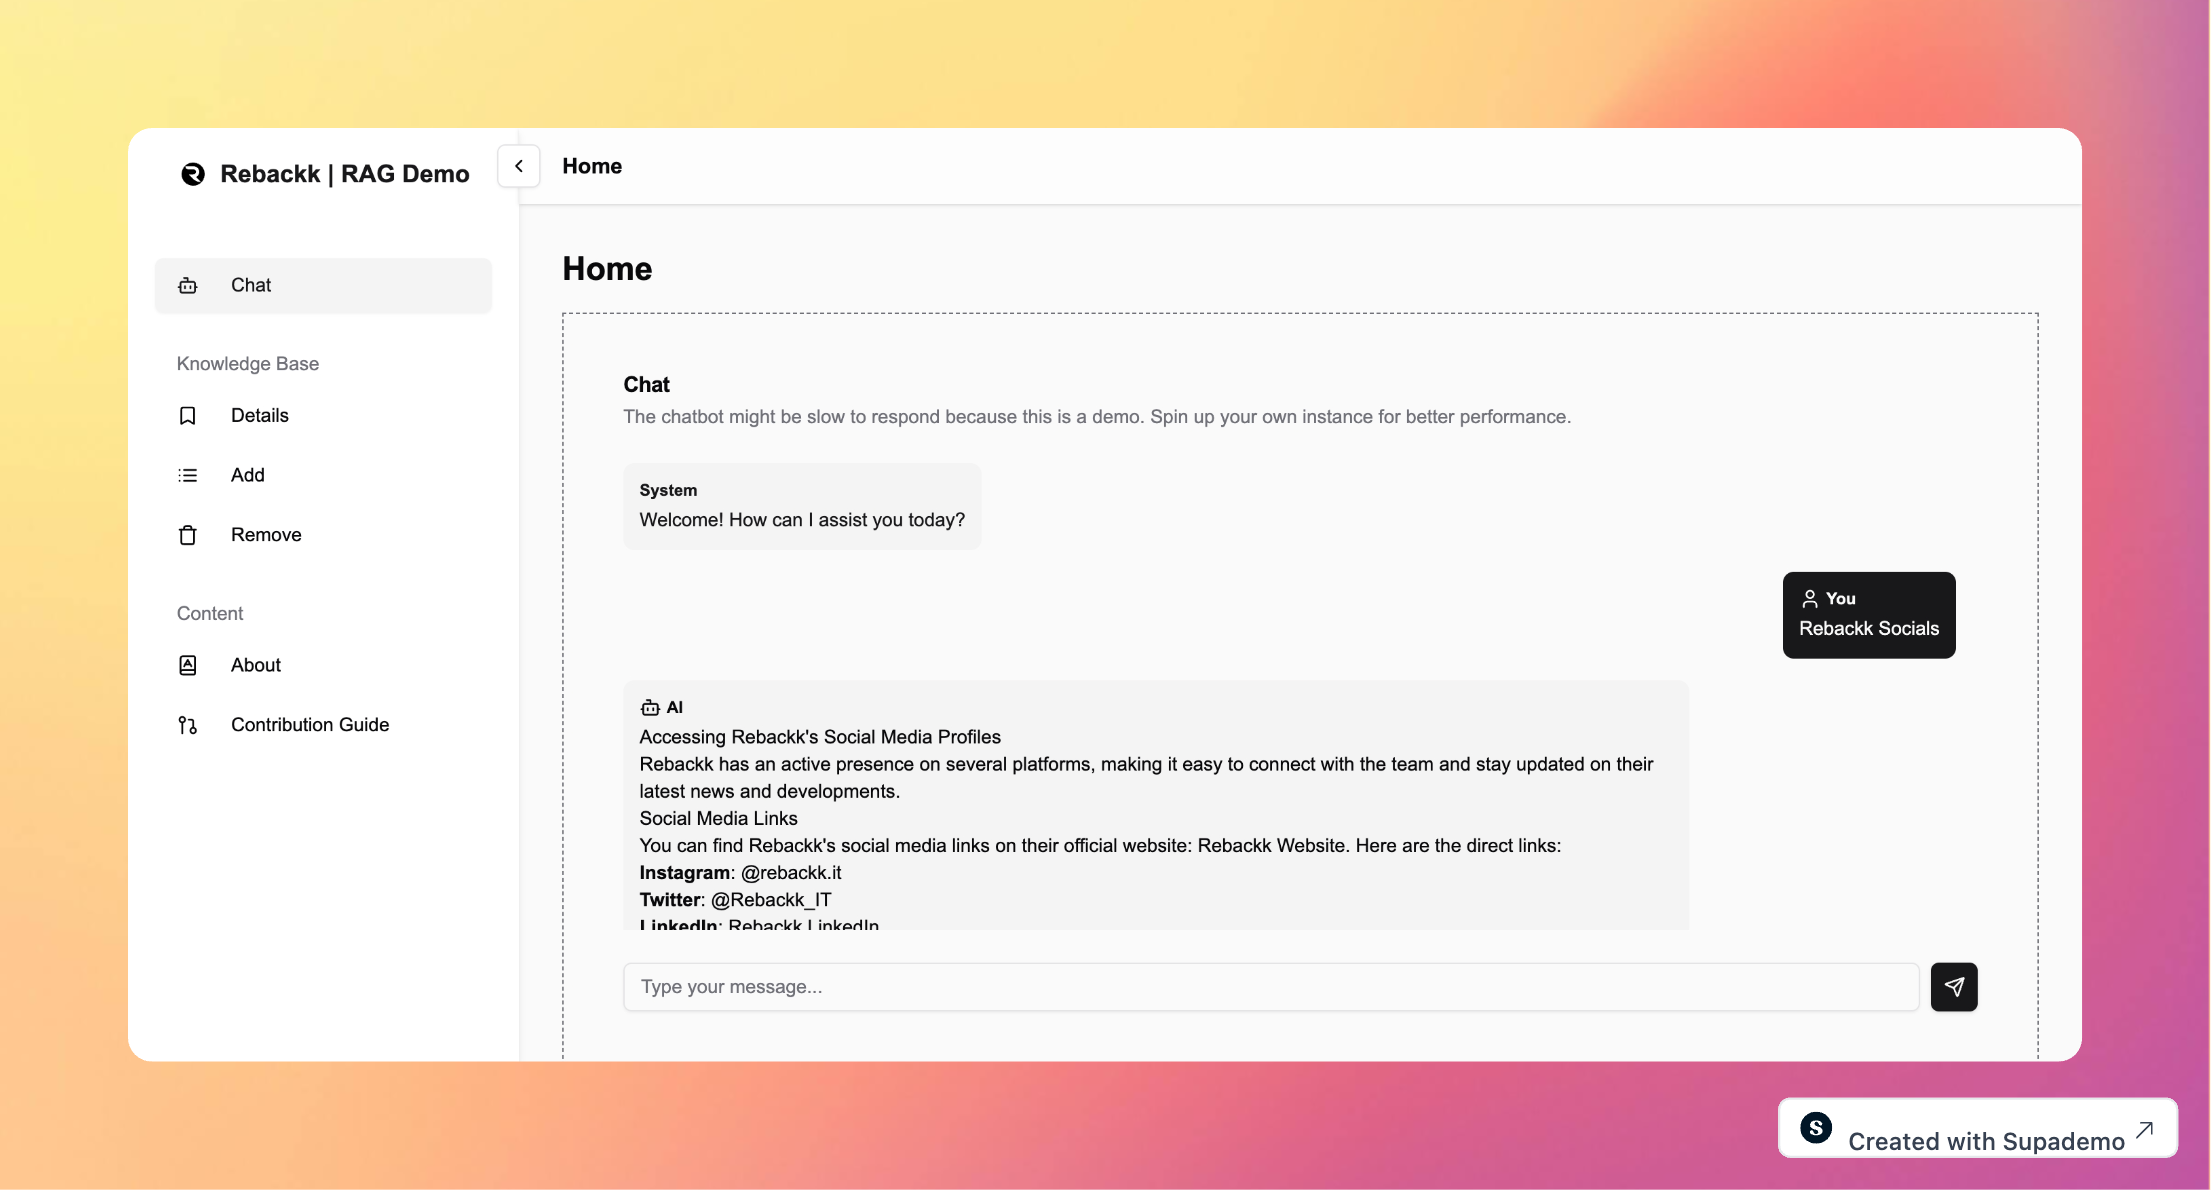 Rebackk | RAG Demo
Home
Chat
Knowledge Base
Details
Add
Remove
Content
About
Contribution Guide
Home
Chat
The chatbot might be slow to respond because this is a demo. Spin up your own instance for better performance.
System
Welcome! How can I assist you today?
You
Rebackk Socials
AI
Accessing Rebackk's Social Media Profiles
Rebackk has an active presence on several platforms, making it easy to connect with the team and stay updated on their
latest news and developments.
Social Media Links
You can find Rebackk's social media links on their official website: Rebackk Website. Here are the direct links:
Instagram: @rebackk.it
Twitter: @Rebackk_IT
LinkedIn: Rebackk LinkedIn
Type your message...
Created with Supademo